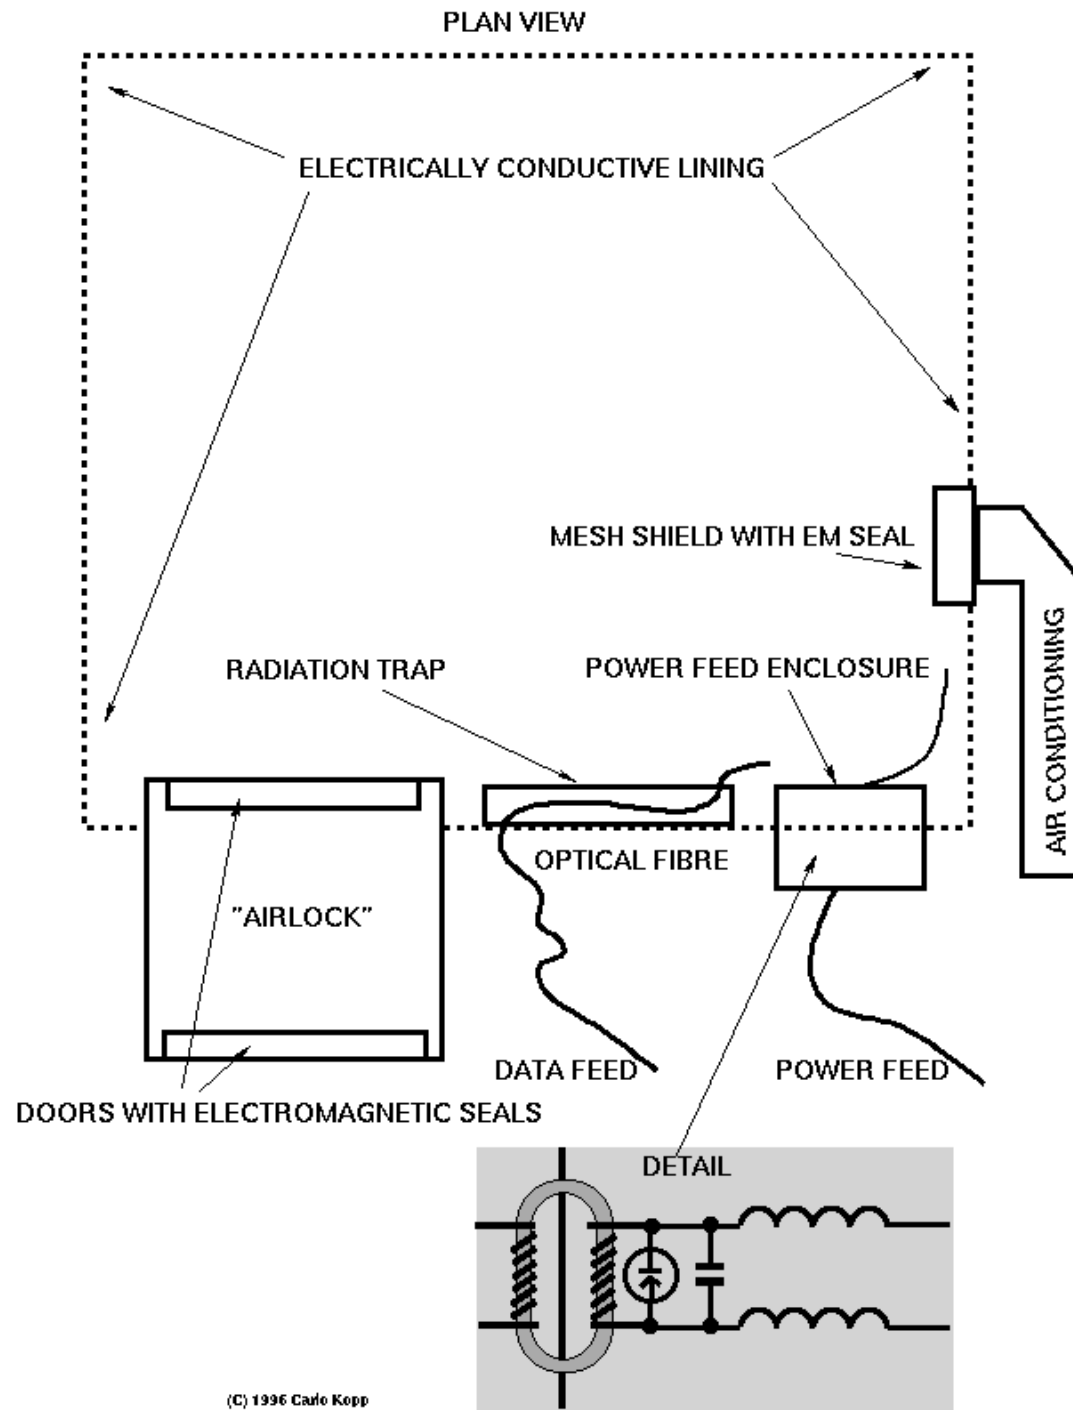 PLAN VIEW
ELECTRICALLY CONDUCTIVE LINING
MESH SHIELD WITH EM SEAL
RADIATION TRAP
POWER FEED ENCLOSURE
AIR CONDITIONING
OPTICAL FIBRE
"AIRLOCK"
DATA FEED
POWER FEED
DOORS WITH ELECTROMAGNETIC SEALS
DETAIL
(C) 1996 Carlo Kopp